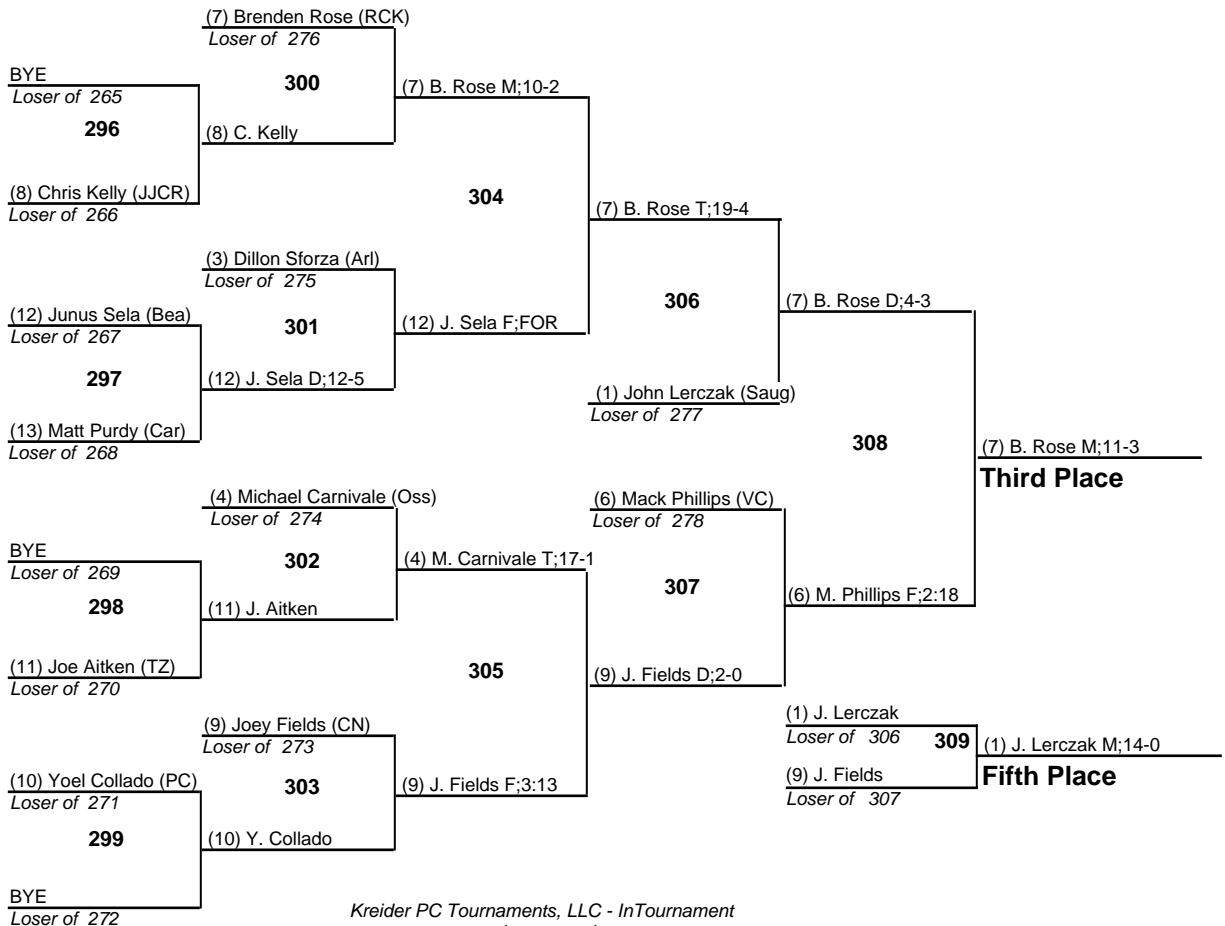 (7) Brenden Rose (RCK)
Loser of 276
BYE
Loser of 265
300
(7) B. Rose M;10-2
296
(8) C. Kelly
(8) Chris Kelly (JJCR)
Loser of 266
304
(7) B. Rose T;19-4
(3) Dillon Sforza (Arl)
Loser of 275
(12) Junus Sela (Bea)
Loser of 267
301
(12) J. Sela F;FOR
306
(7) B. Rose D;4-3
297
(12) J. Sela D;12-5
(1) John Lerczak (Saug)
Loser of 277
(13) Matt Purdy (Car)
Loser of 268
308
(7) B. Rose M;11-3
Third Place
(4) Michael Carnivale (Oss)
Loser of 274
(6) Mack Phillips (VC)
Loser of 278
BYE
Loser of 269
302
(4) M. Carnivale T;17-1
307
298
(11) J. Aitken
(6) M. Phillips F;2:18
(11) Joe Aitken (TZ)
Loser of 270
305
(9) J. Fields D;2-0
(9) Joey Fields (CN)
Loser of 273
(1) J. Lerczak
Loser of 306
309
(1) J. Lerczak M;14-0
Fifth Place
(10) Yoel Collado (PC)
Loser of 271
303
(9) J. Fields F;3:13
(9) J. Fields
Loser of 307
299
(10) Y. Collado
BYE
Loser of 272
Kreider PC Tournaments, LLC - InTournament